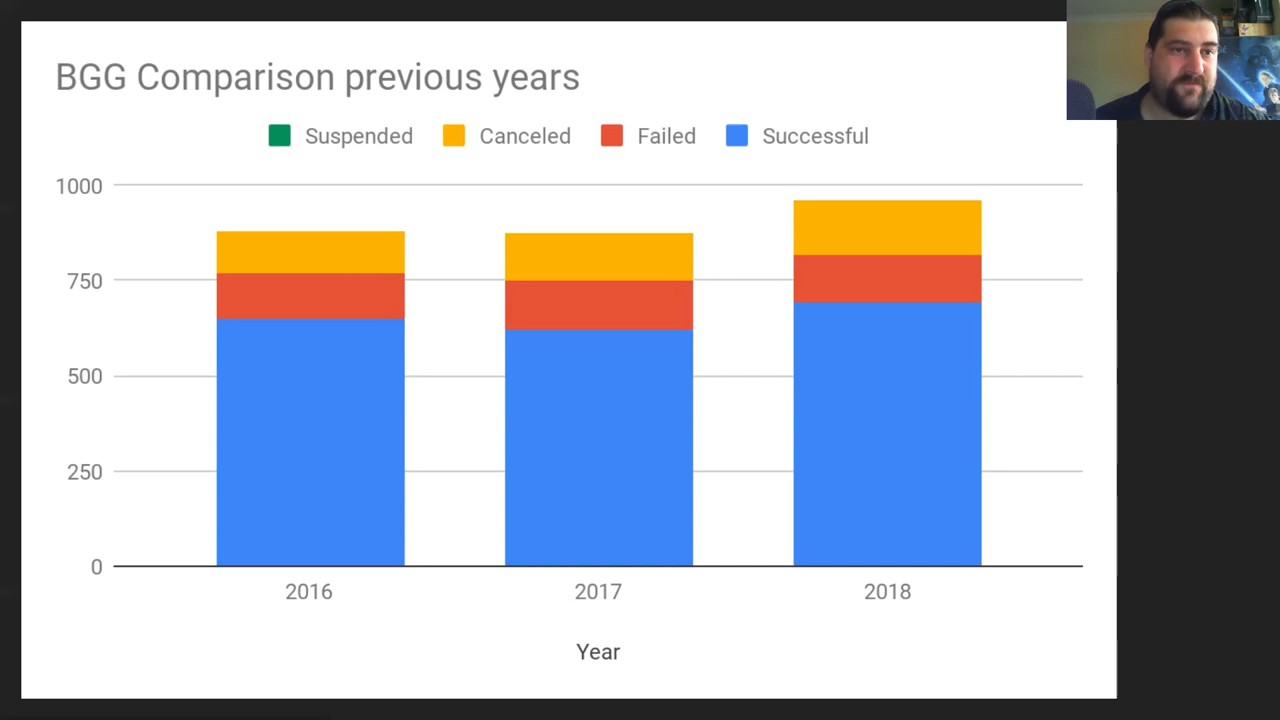 BGG Comparison previous years
Suspended Canceled Failed Successful
1000
750
500
250
0
2016 2017 2018
Year